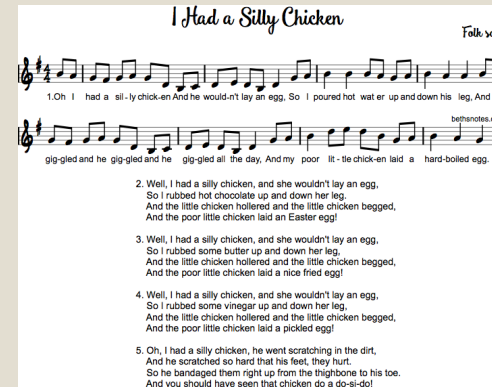 I Had a Silly Chicken
Folk so
1.Oh I had a sil-ly chick-en And he would-n't lay an egg, So I poured hot wat er up and down his leg, And
bethsnotes.
gig-gled and he gig-gled and he gig-gled all the day, And my poor lit-tle chick-en laid a hard-boiled egg.
2. Well, I had a silly chicken, and she wouldn't lay an egg,
So I rubbed hot chocolate up and down her leg.
And the little chicken hollered and the little chicken begged,
And the poor little chicken laid an Easter egg!
3. Well, I had a silly chicken, and she wouldn't lay an egg,
So I rubbed some butter up and down her leg,
And the little chicken hollered and the little chicken begged,
And the poor little chicken laid a nice fried egg!
4. Well, I had a silly chicken, and she wouldn't lay an egg,
So I rubbed some vinegar up and down her leg,
And the little chicken hollered and the little chicken begged,
And the poor little chicken laid a pickled egg!
5. Oh, I had a silly chicken, he went scratching in the dirt,
And he scratched so hard that his feet, they hurt.
So he bandaged them right up from the thighbone to his toe.
And you should have seen that chicken do a do-si-do!